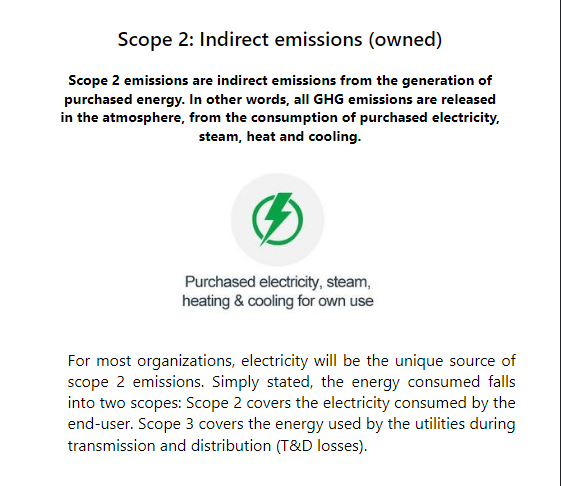 Scope 2: Indirect emissions (owned)
Scope 2 emissions are indirect emissions from the generation of
purchased energy. In other words, all GHG emissions are released
in the atmosphere, from the consumption of purchased electricity,
steam, heat and cooling.
Purchased electricity, steam,
heating & cooling for own use
For most organizations, electricity will be the unique source of
scope 2 emissions. Simply stated, the energy consumed falls
into two scopes: Scope 2 covers the electricity consumed by the
end-user. Scope 3 covers the energy used by the utilities during
transmission and distribution (T&D losses).